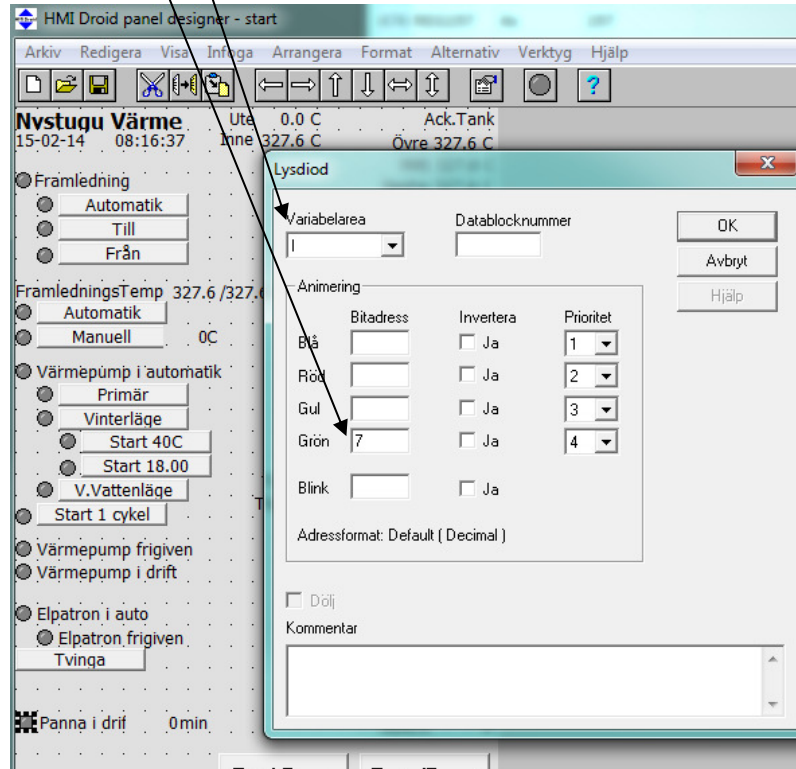 HMI Droid panel designer - start
Arkiv Redigera Visa Infoga Arrangera Format Alternativ Verktyg Hjälp
Nystugu Värme Ute 0.0 C Ack.Tank
15-02-14 08:16:37 Inne 327.6 C Övre 327.6 C
Framledning
Automatik
Till
Från
FramledningsTemp 327.6 /327.6
Automatik
Manuell 0C
Värmepump i automatik
Primär
Vinterläge
Start 40C
Start 18.00
V.Vattenläge
Start 1 cykel
Värmepump frigiven
Värmepump i drift
Elpatron i auto
Elpatron frigiven
Tvinga
Panna i drif 0min
Lysdiod
Variabelarea Datablocknummer
I
OK
Avbryt
Hjälp
Animering
Bitadress Invertera Prioritet
Blå Ja 1
Röd Ja 2
Gul Ja 3
Grön 7 Ja 4
Blink Ja
Adressformat: Default ( Decimal )
Dölj
Kommentar